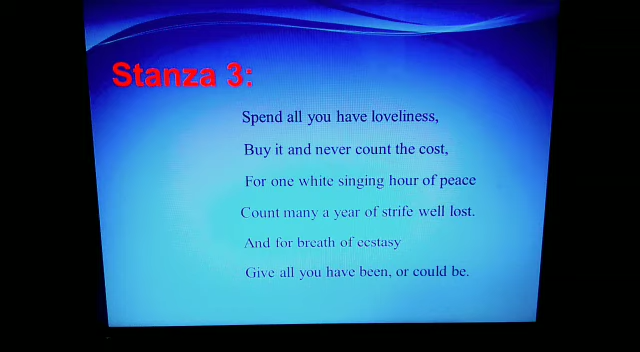 Stanza 3:
Spend all you have loveliness,
Buy it and never count the cost,
For one white singing hour of peace
Count many a year of strife well lost.
And for breath of ecstasy
Give all you have been, or could be.